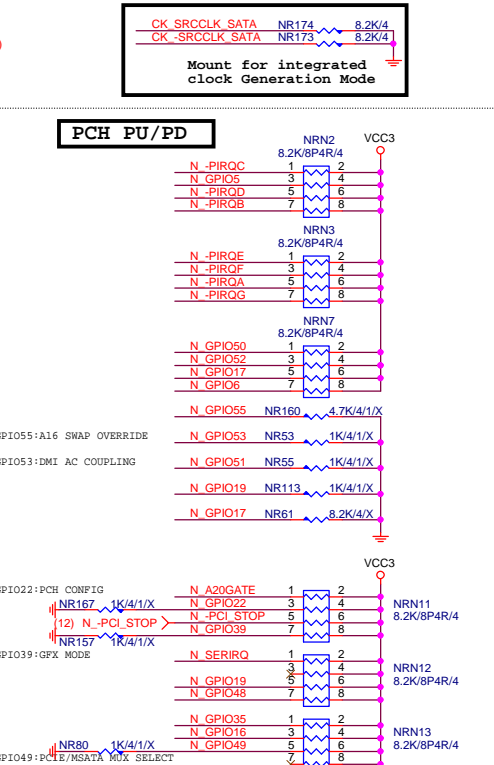 CK_SRCCLK_SATA NR174 8.2K/4
CK_-SRCCLK_SATA NR173 8.2K/4
Mount for integrated
clock Generation Mode
PCH PU/PD
NRN2 VCC3
8.2K/8P4R/4
N_-PIRQC 1 2
N_GPIO5 3 4
N_-PIRQD 5 6
N_-PIRQB 7 8
NRN3
8.2K/8P4R/4
N_-PIRQE 1 2
N_-PIRQF 3 4
N_-PIRQA 5 6
N_-PIRQG 7 8
NRN7
8.2K/8P4R/4
N_GPIO50 1 2
N_GPIO52 3 4
N_GPIO17 5 6
N_GPIO6 7 8
N_GPIO55 NR160 4.7K/4/1/X
GPIO55:A16 SWAP OVERRIDE N_GPIO53 NR53 1K/4/1/X
GPIO53:DMI AC COUPLING N_GPIO51 NR55 1K/4/1/X
N_GPIO19 NR113 1K/4/1/X
N_GPIO17 NR61 8.2K/4/X
VCC3
GPIO22:PCH CONFIG N_A20GATE 1 2
NR167 1K/4/1/X N_GPIO22 3 4 NRN11
(12) N_-PCI_STOP N_-PCI_STOP 5 6 8.2K/8P4R/4
N_GPIO39 7 8
NR157 1K/4/1/X
GPIO39:GFX MODE N_SERIRQ 1 2
3 4 NRN12
N_GPIO19 5 6 8.2K/8P4R/4
N_GPIO48 7 8
N_GPIO35 1 2
N_GPIO16 3 4 NRN13
NR80 1K/4/1/X N_GPIO49 5 6 8.2K/8P4R/4
GPIO49:PCIE/MSATA MUX SELECT 7 8